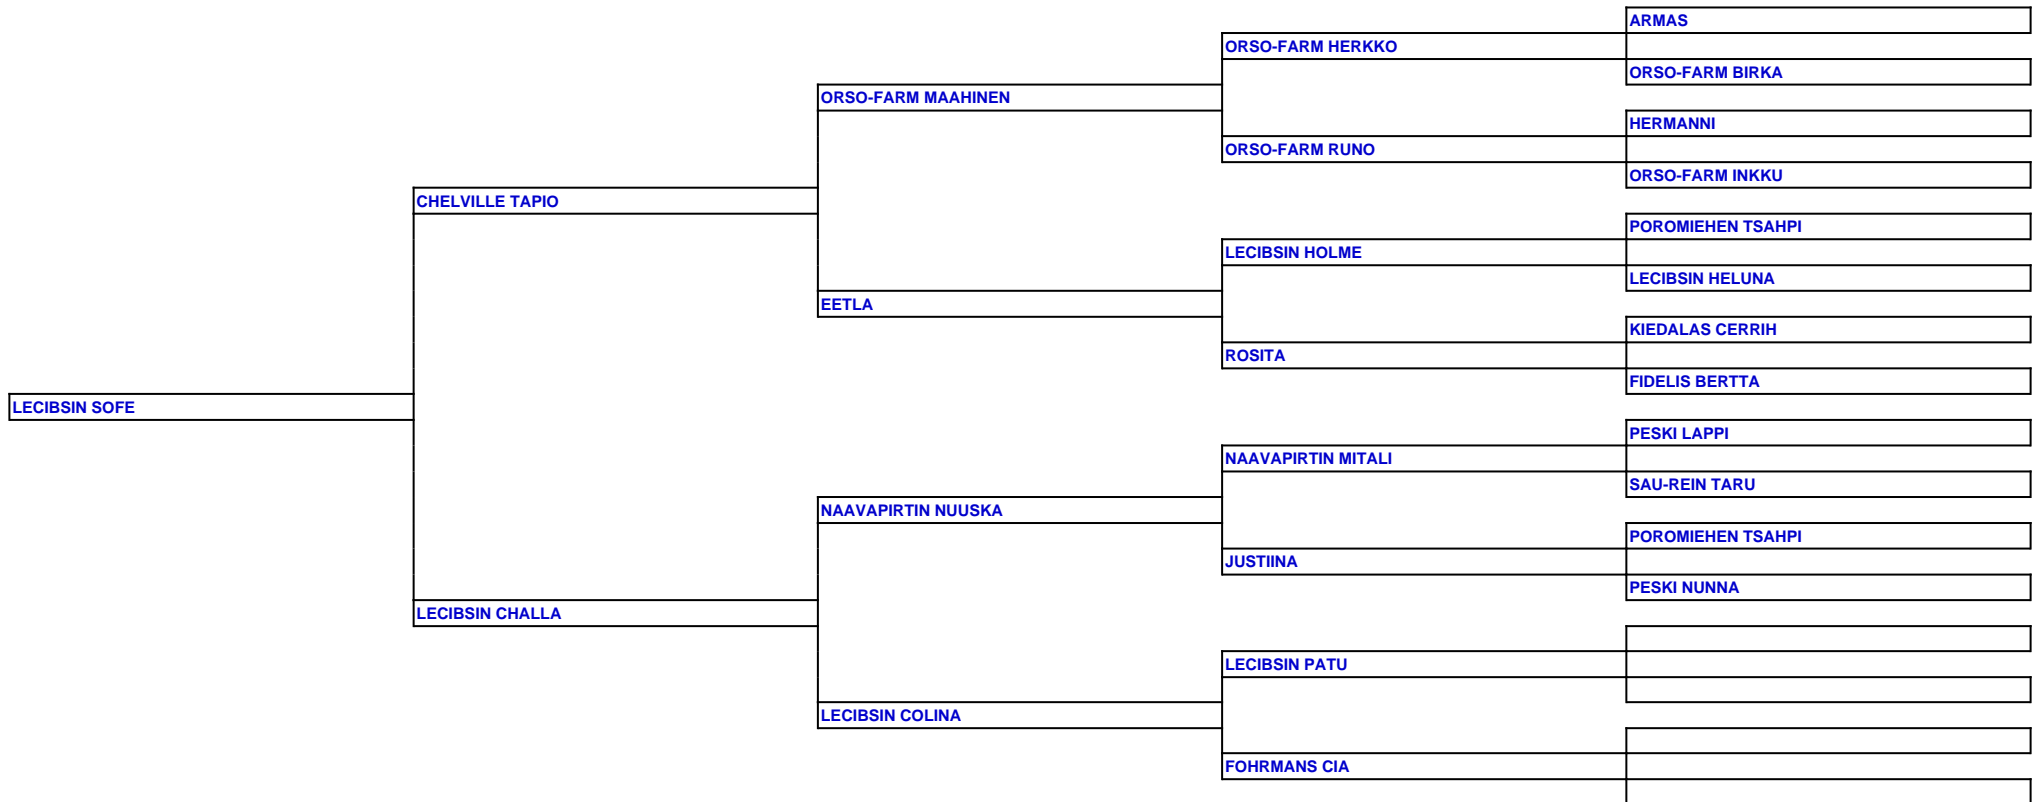 ARMAS
ORSO-FARM HERKKO
ORSO-FARM BIRKA
ORSO-FARM MAAHINEN
HERMANNI
ORSO-FARM RUNO
ORSO-FARM INKKU
CHELVILLE TAPIO
POROMIEHEN TSAHPI
LECIBSIN HOLME
LECIBSIN HELUNA
EETLA
KIEDALAS CERRIH
ROSITA
FIDELIS BERTTA
LECIBSIN SOFE
PESKI LAPPI
NAAVAPIRTIN MITALI
SAU-REIN TARU
NAAVAPIRTIN NUUSKA
POROMIEHEN TSAHPI
JUSTIINA
PESKI NUNNA
LECIBSIN CHALLA
LECIBSIN PATU
LECIBSIN COLINA
FOHRMANS CIA